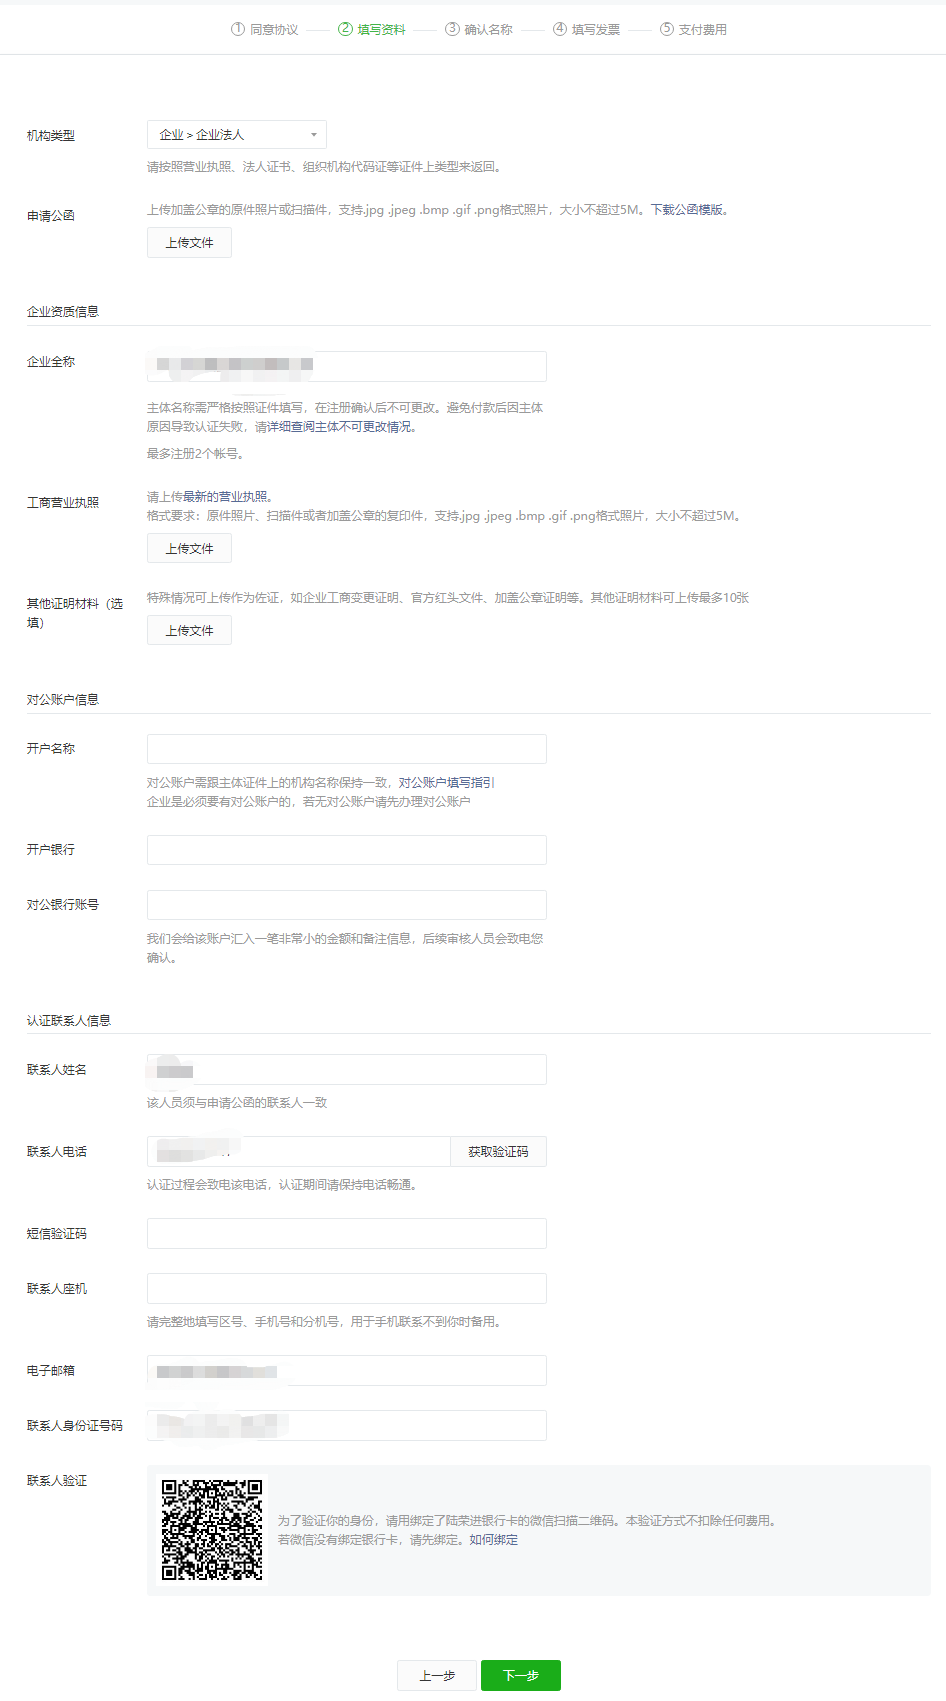 ① 同意协议 ② 填写资料 ③ 确认名称 ④ 填写发票 ⑤ 支付费用
机构类型
企业 > 企业法人
请按照营业执照、法人证书、组织机构代码证等证件上类型来返回。
申请公函
上传加盖公章的原件照片或扫描件，支持.jpg .jpeg .bmp .gif .png格式照片，大小不超过5M。下载公函模版。
上传文件
企业资质信息
企业全称
主体名称需严格按照证件填写，在注册确认后不可更改。避免付款后因主体
原因导致认证失败，请详细查阅主体不可更改情况。
最多注册2个帐号。
工商营业执照
请上传最新的营业执照。
格式要求：原件照片、扫描件或者加盖公章的复印件，支持.jpg .jpeg .bmp .gif .png格式照片，大小不超过5M。
上传文件
其他证明材料（选
填）
特殊情况可上传作为佐证，如企业工商变更证明、官方红头文件、加盖公章证明等。其他证明材料可上传最多10张
上传文件
对公账户信息
开户名称
对公账户需跟主体证件上的机构名称保持一致，对公账户填写指引
企业是必须要有对公账户的，若无对公账户请先办理对公账户
开户银行
对公银行账号
我们会给该账户汇入一笔非常小的金额和备注信息，后续审核人员会致电您
确认。
认证联系人信息
联系人姓名
该人员须与申请公函的联系人一致
联系人电话
获取验证码
认证过程会致电该电话，认证期间请保持电话畅通。
短信验证码
联系人座机
请完整地填写区号、手机号和分机号，用于手机联系不到你时备用。
电子邮箱
联系人身份证号码
联系人验证
为了验证你的身份，请用绑定了陆荣进银行卡的微信扫描二维码。本验证方式不扣除任何费用。
若微信没有绑定银行卡，请先绑定。如何绑定
上一步 下一步